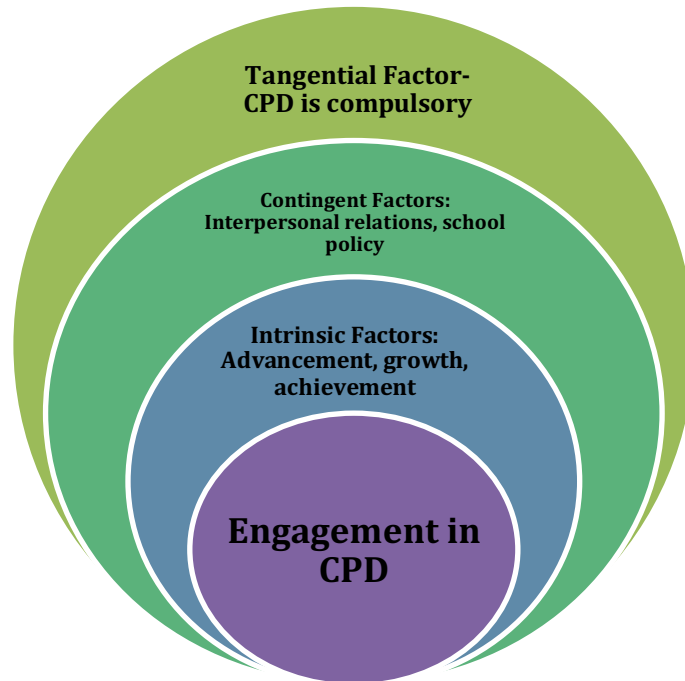 Tangential Factor-
CPD is compulsory
Contingent Factors:
Interpersonal relations, school
policy
Intrinsic Factors:
Advancement, growth,
achievement
Engagement in
CPD